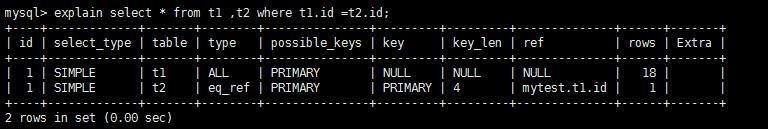 mysql> explain select * from t1 ,t2 where t1.id =t2.id;
+----+-------------+-------+--------+---------------+---------+---------+--------------+------+-------+
| id | select_type | table | type | possible_keys | key | key_len | ref | rows | Extra |
+----+-------------+-------+--------+---------------+---------+---------+--------------+------+-------+
| 1 | SIMPLE | t1 | ALL | PRIMARY | NULL | NULL | NULL | 18 | |
| 1 | SIMPLE | t2 | eq_ref | PRIMARY | PRIMARY | 4 | mytest.t1.id | 1 | |
+----+-------------+-------+--------+---------------+---------+---------+--------------+------+-------+
2 rows in set (0.00 sec)